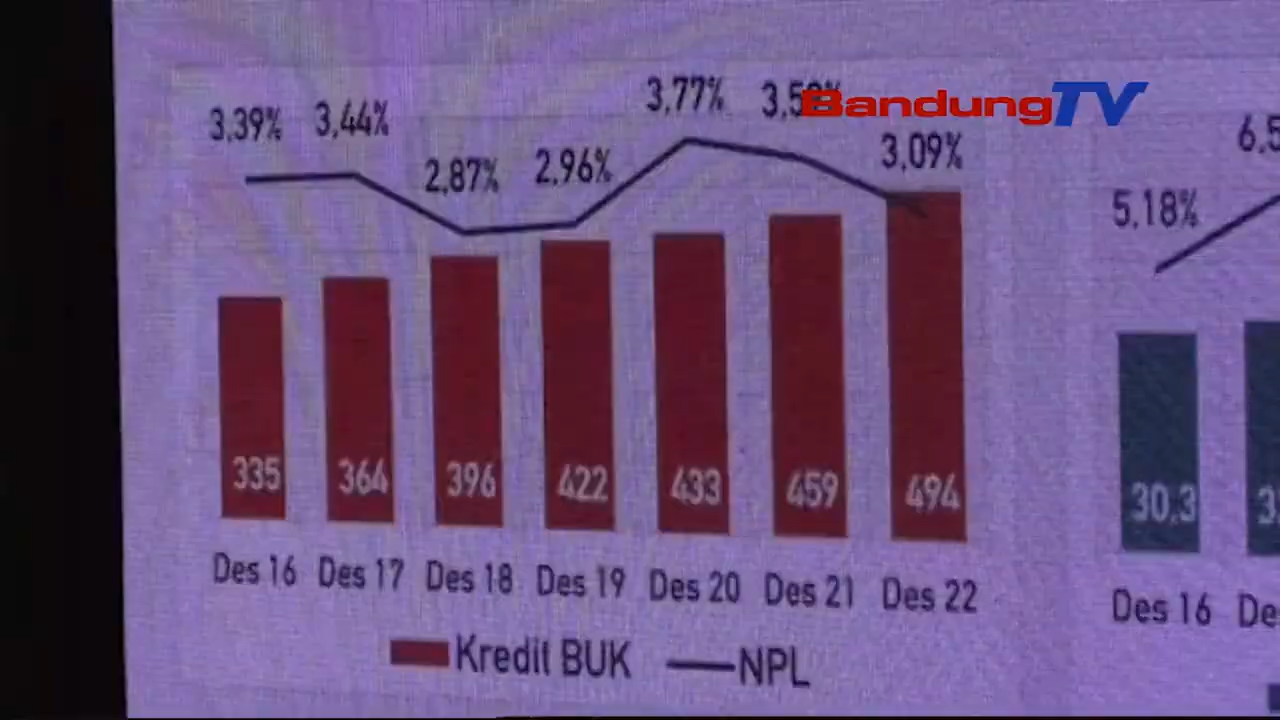 BandungTV
3,39% 3,44% 2,87% 2,96% 3,77% 3,09%
335 364 396 422 433 459 494
Des 16 Des 17 Des 18 Des 19 Des 20 Des 21 Des 22
Kredit BUK NPL
5,18%
30,3
Des 16